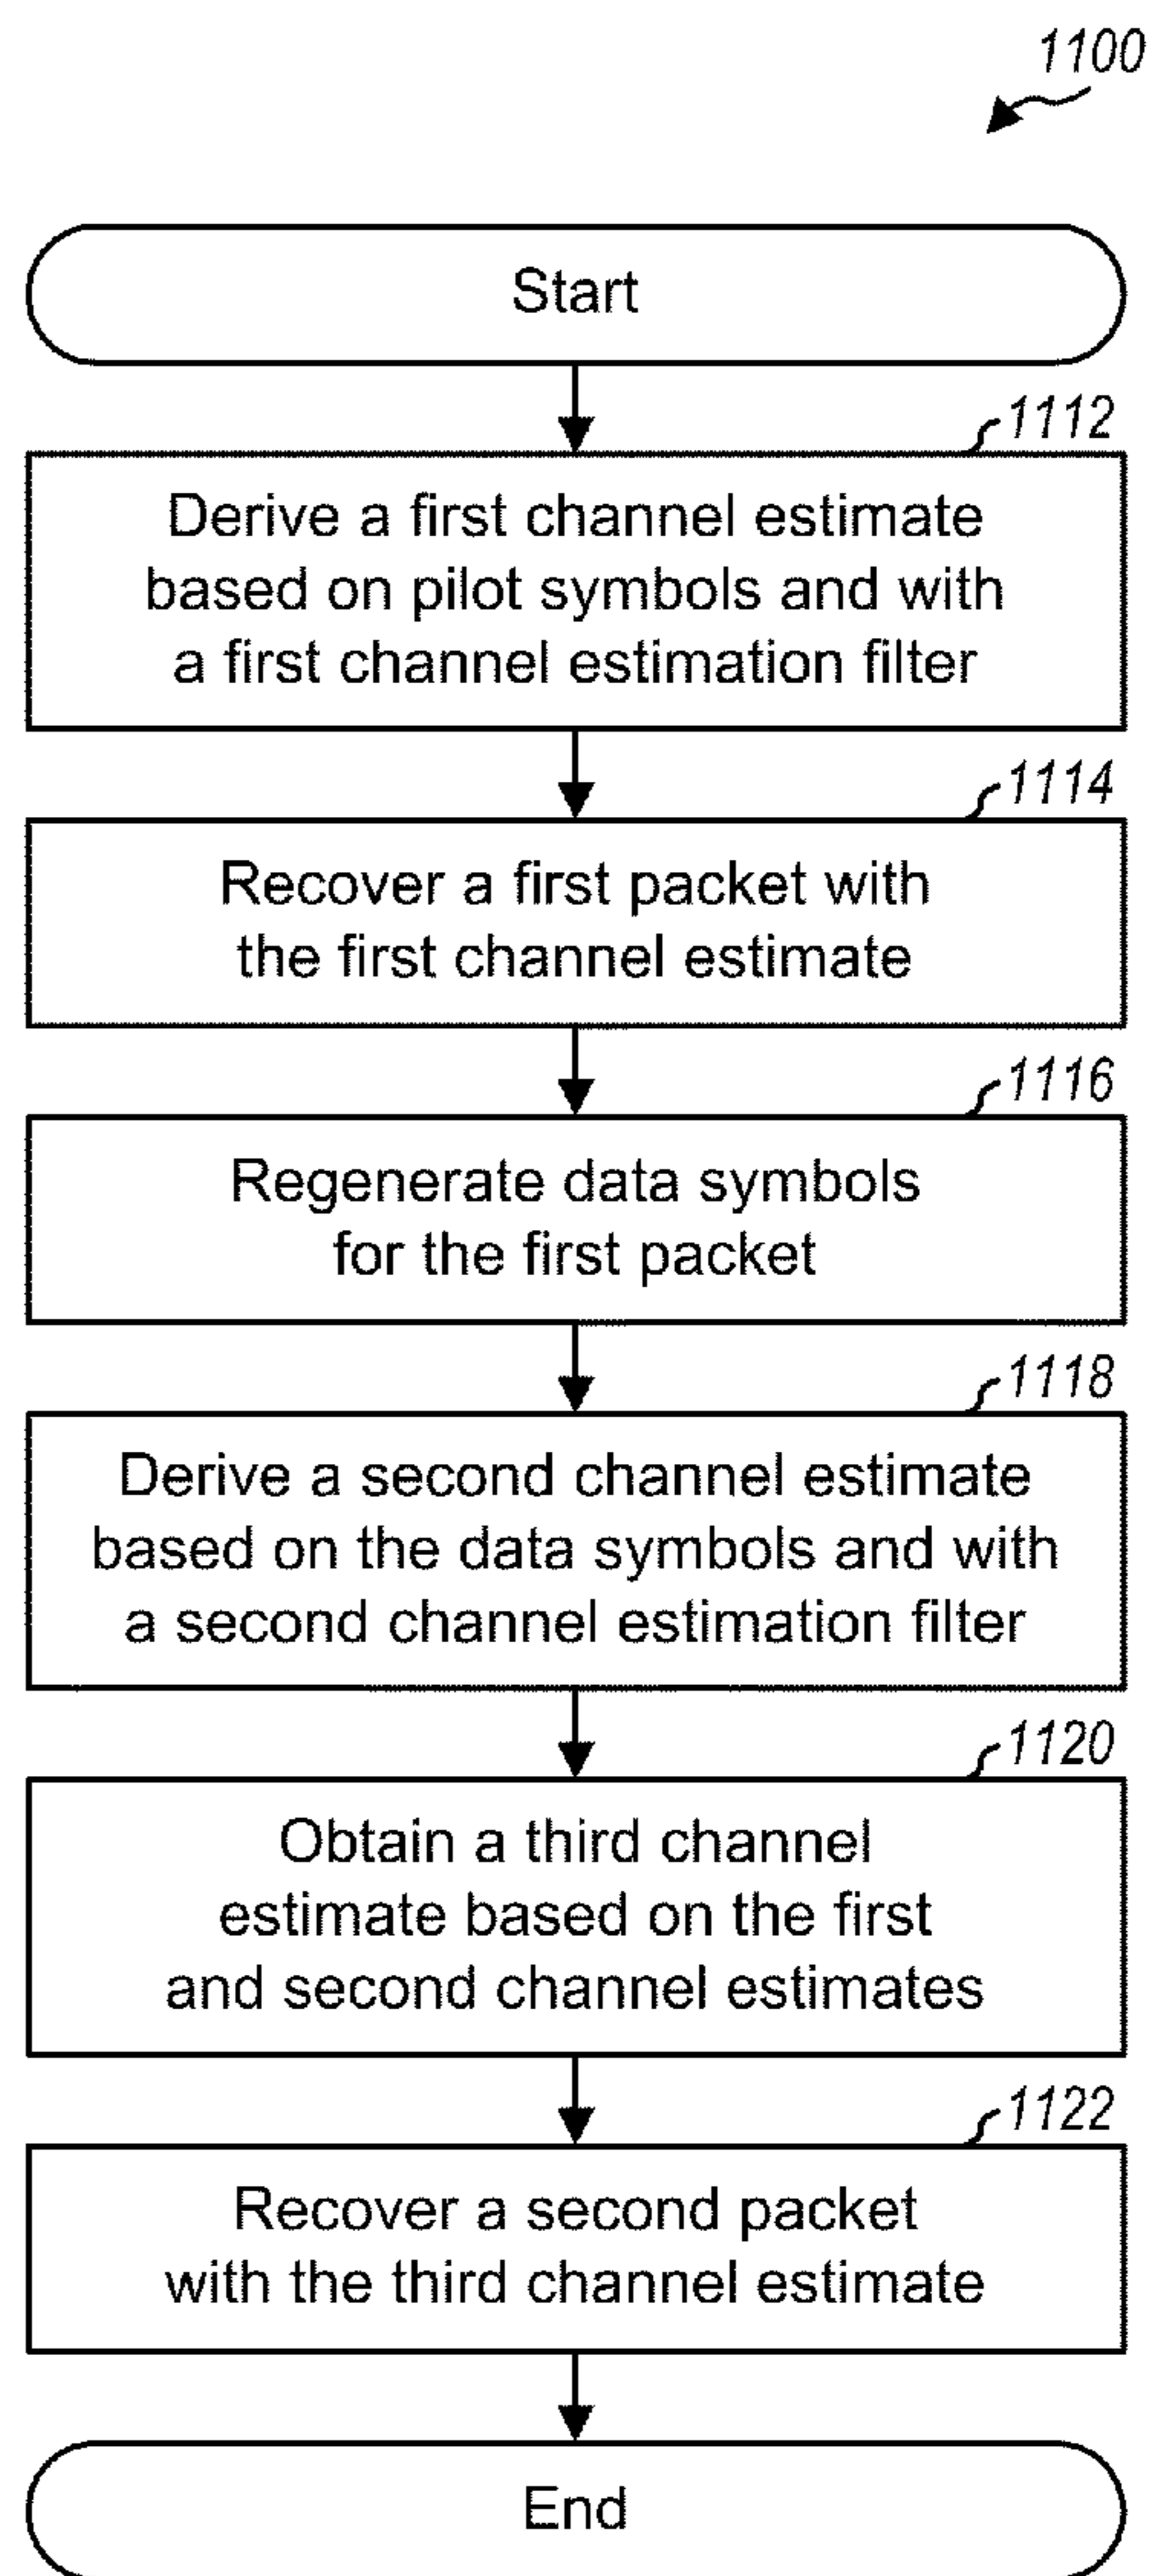 1100
Start
1112
Derive a first channel estimate
based on pilot symbols and with
a first channel estimation filter
1114
Recover a first packet with
the first channel estimate
1116
Regenerate data symbols
for the first packet
1118
Derive a second channel estimate
based on the data symbols and with
a second channel estimation filter
1120
Obtain a third channel
estimate based on the first
and second channel estimates
1122
Recover a second packet
with the third channel estimate
End